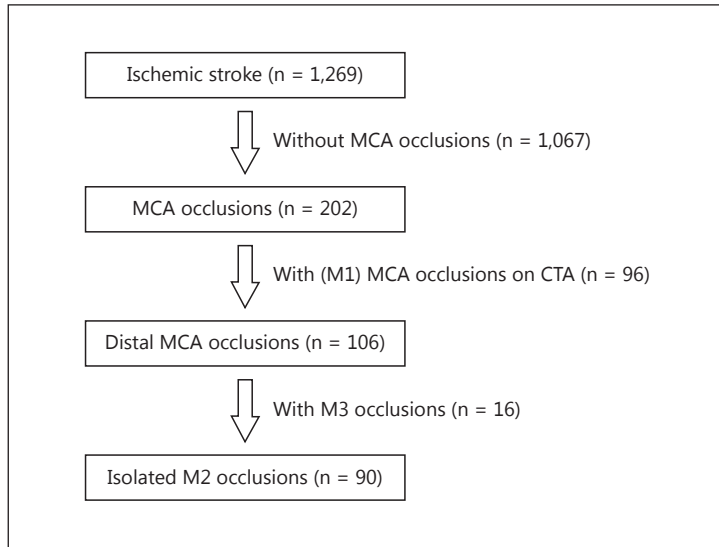 Ischemic stroke (n = 1,269)
Without MCA occlusions (n = 1,067)
MCA occlusions (n = 202)
With (M1) MCA occlusions on CTA (n = 96)
Distal MCA occlusions (n = 106)
With M3 occlusions (n = 16)
Isolated M2 occlusions (n = 90)